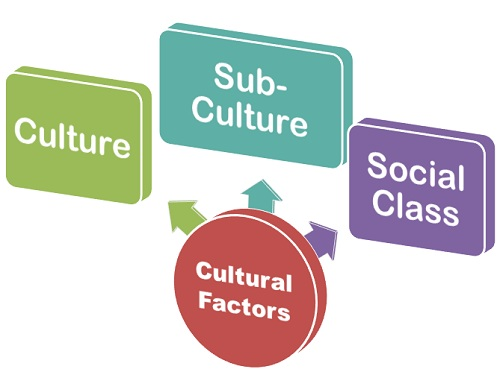 Culture
Sub-
Culture
Social
Class
Cultural
Factors